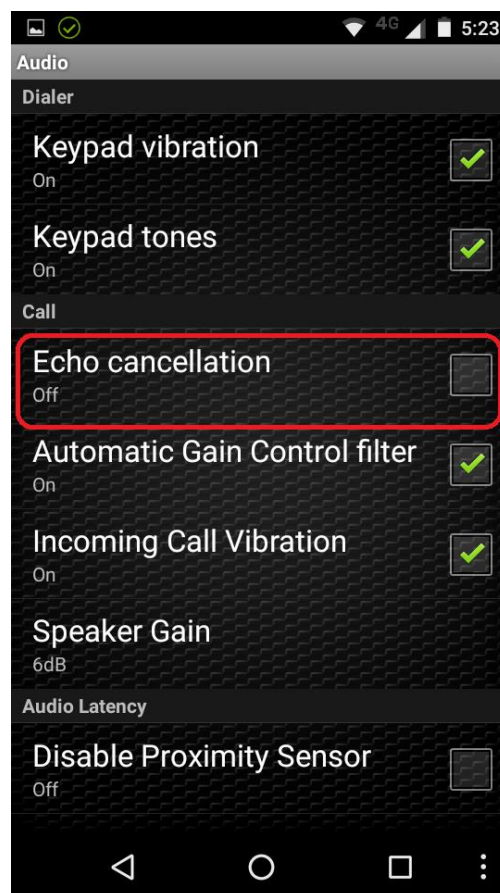 4G 5:23
Audio
Dialer
Keypad vibration
On
Keypad tones
On
Call
Echo cancellation
Off
Automatic Gain Control filter
On
Incoming Call Vibration
On
Speaker Gain
6dB
Audio Latency
Disable Proximity Sensor
Off